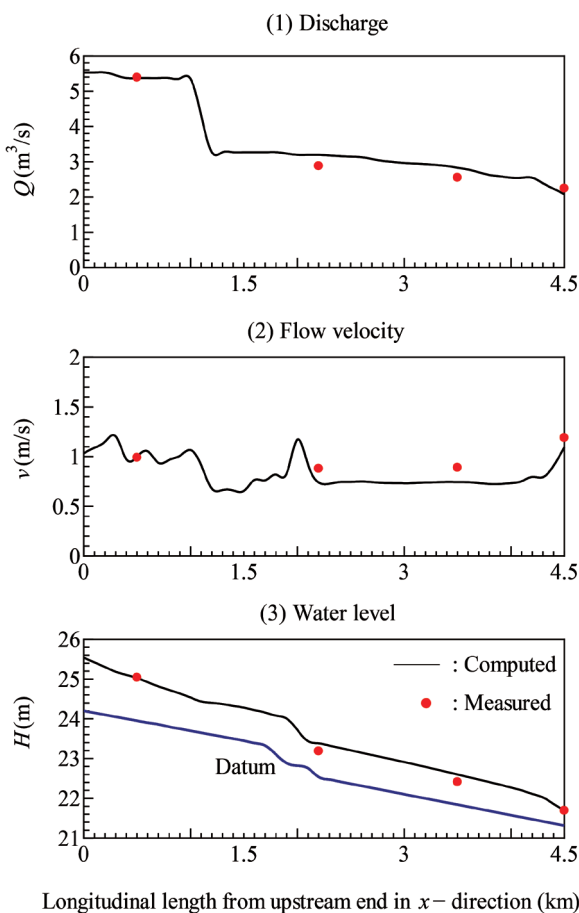 (1) Discharge
6
5
4
3
2
1
0
Q(m³/s)
0 1.5 3 4.5
(2) Flow velocity
2
1.5
1
0.5
0
v(m/s)
0 1.5 3 4.5
(3) Water level
26
25
24
23
22
21
H(m)
: Computed
: Measured
Datum
0 1.5 3 4.5
Longitudinal length from upstream end in x− direction (km)